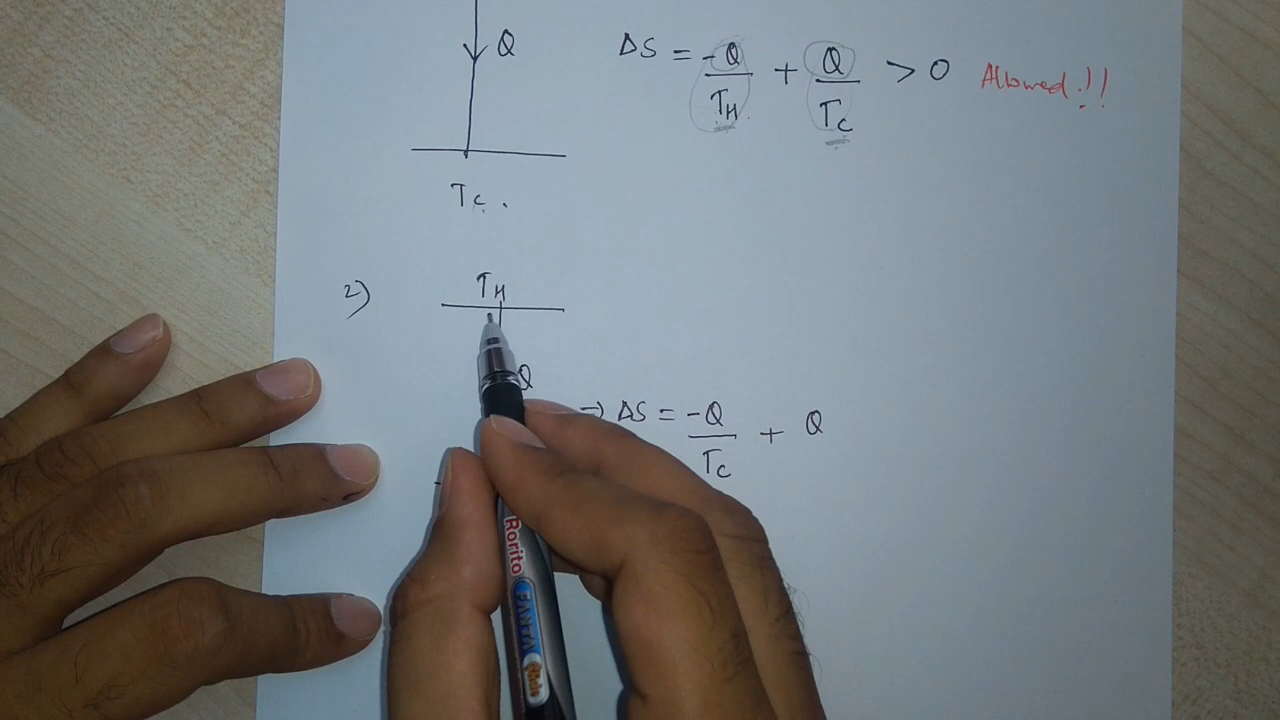 Q
ΔS = -Q/T_H + Q/T_C > 0 Allowed!!
T_C .
2) T_H
Q
⇒ ΔS = -Q/T_C + Q
Rorito